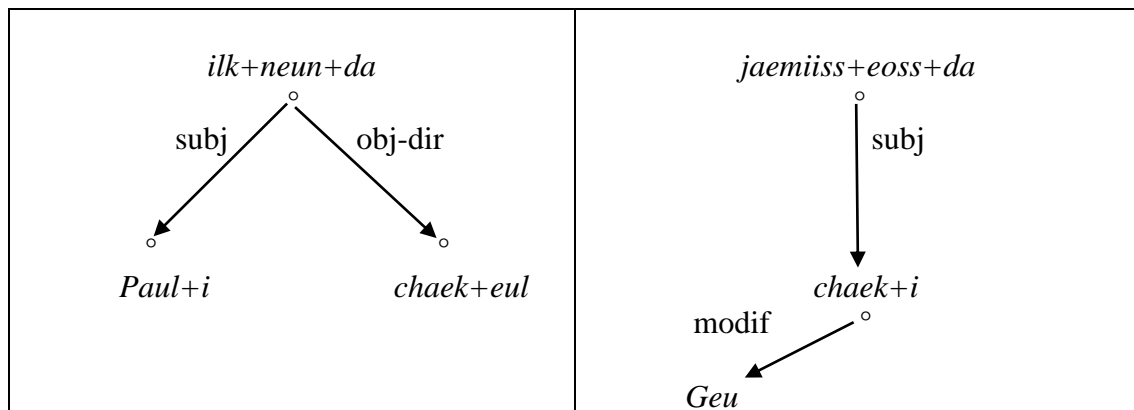 ilk+neun+da
subj
obj-dir
Paul+i
chaek+eul
jaemiiss+eoss+da
subj
chaek+i
modif
Geu